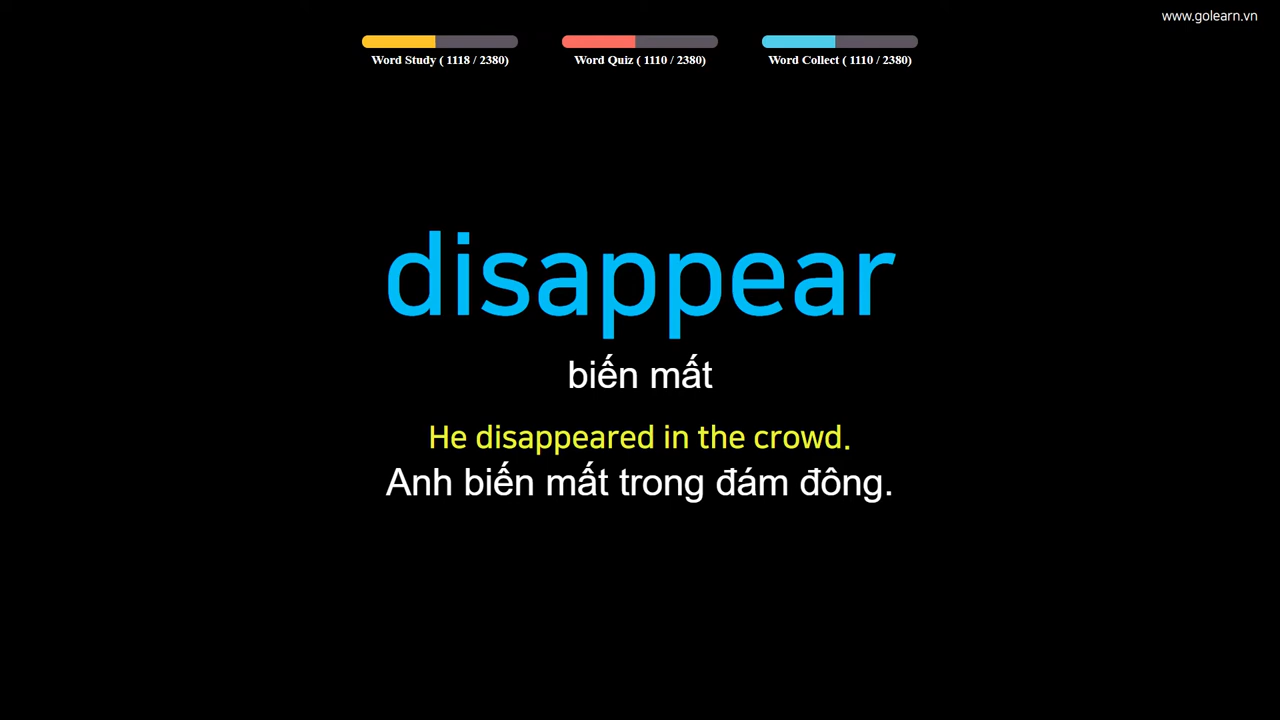 www.golearn.vn
Word Study ( 1118 / 2380) Word Quiz ( 1110 / 2380) Word Collect ( 1110 / 2380)
disappear
biến mất
He disappeared in the crowd.
Anh biến mất trong đám đông.